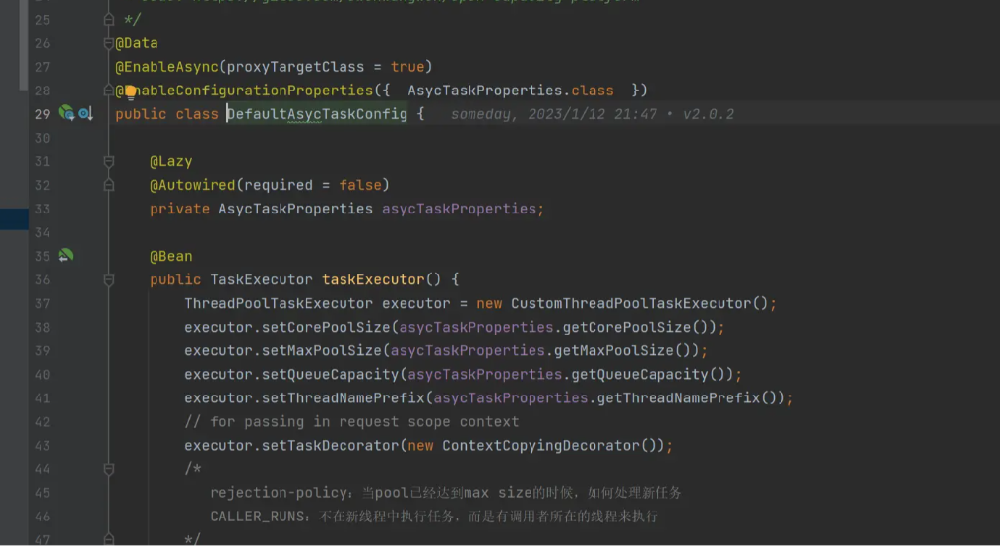 25 */
26 @Data
27 @EnableAsync(proxyTargetClass = true)
28 @EnableConfigurationProperties({  AsycTaskProperties.class  })
29 public class DefaultAsycTaskConfig {   someday, 2023/1/12 21:47 • v2.0.2
30
31 @Lazy
32 @Autowired(required = false)
33 private AsycTaskProperties asycTaskProperties;
34
35 @Bean
36 public TaskExecutor taskExecutor() {
37 ThreadPoolTaskExecutor executor = new CustomThreadPoolTaskExecutor();
38 executor.setCorePoolSize(asycTaskProperties.getCorePoolSize());
39 executor.setMaxPoolSize(asycTaskProperties.getMaxPoolSize());
40 executor.setQueueCapacity(asycTaskProperties.getQueueCapacity());
41 executor.setThreadNamePrefix(asycTaskProperties.getThreadNamePrefix());
42 // for passing in request scope context
43 executor.setTaskDecorator(new ContextCopyingDecorator());
44 /*
45 rejection-policy：当pool已经达到max size的时候，如何处理新任务
46 CALLER_RUNS：不在新线程中执行任务，而是有调用者所在的线程来执行
47 */